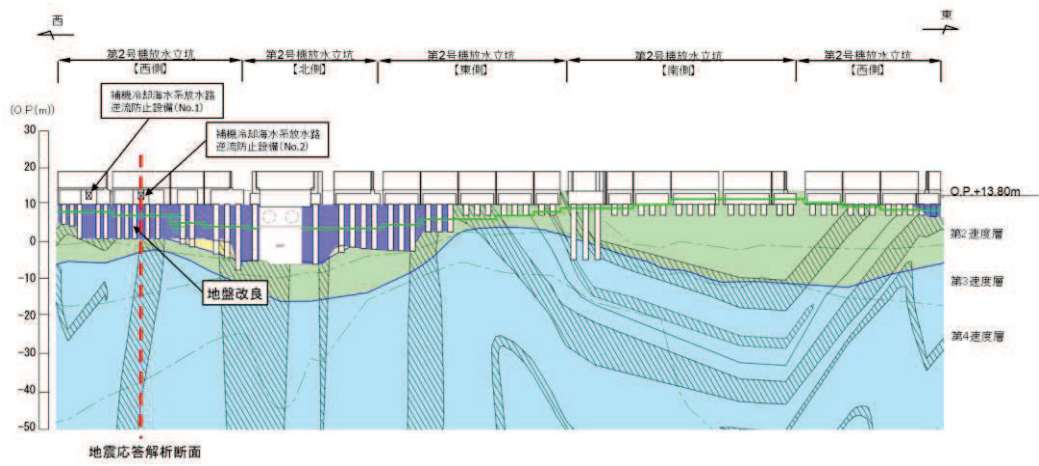 西
東
第2号機放水立坑
【西側】
第2号機放水立坑
【北側】
第2号機放水立坑
【東側】
第2号機放水立坑
【南側】
第2号機放水立坑
【西側】
補機冷却海水系放水路
逆流防止設備(No.1)
補機冷却海水系放水路
逆流防止設備(No.2)
(O.P.(m))
30
20
10
0
-10
-20
-30
-40
-50
O.P.+13.80m
第2速度層
第3速度層
第4速度層
地盤改良
地震応答解析断面